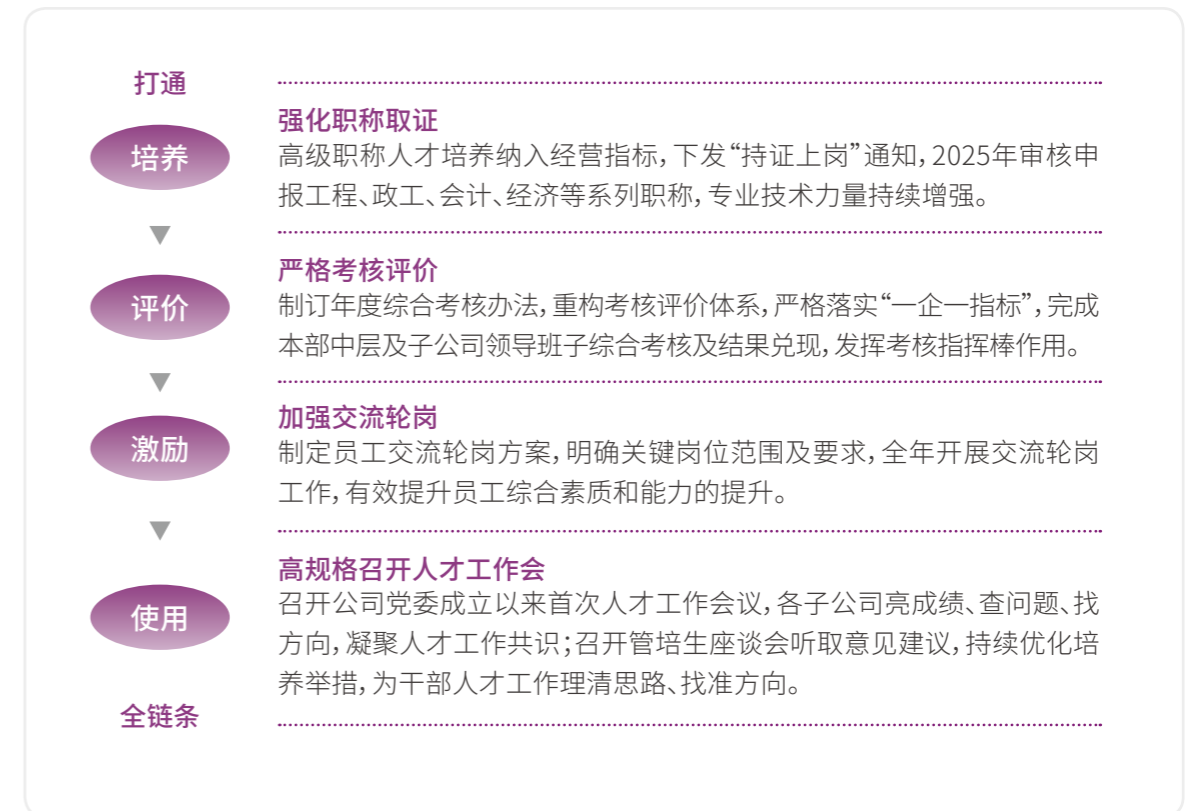 打通
培养
强化职称取证
高级职称人才培养纳入经营指标，下发“持证上岗”通知，2025年审核申
报工程、政工、会计、经济等系列职称，专业技术力量持续增强。
评价
严格考核评价
制订年度综合考核办法，重构考核评价体系，严格落实“一企一指标”，完成
本部中层及子公司领导班子综合考核及结果兑现，发挥考核指挥棒作用。
激励
加强交流轮岗
制定员工交流轮岗方案，明确关键岗位范围及要求，全年开展交流轮岗
工作，有效提升员工综合素质和能力的提升。
使用
高规格召开人才工作会
召开公司党委成立以来首次人才工作会议，各子公司亮成绩、查问题、找
方向，凝聚人才工作共识；召开管培生座谈会听取意见建议，持续优化培
养举措，为干部人才工作理清思路、找准方向。
全链条